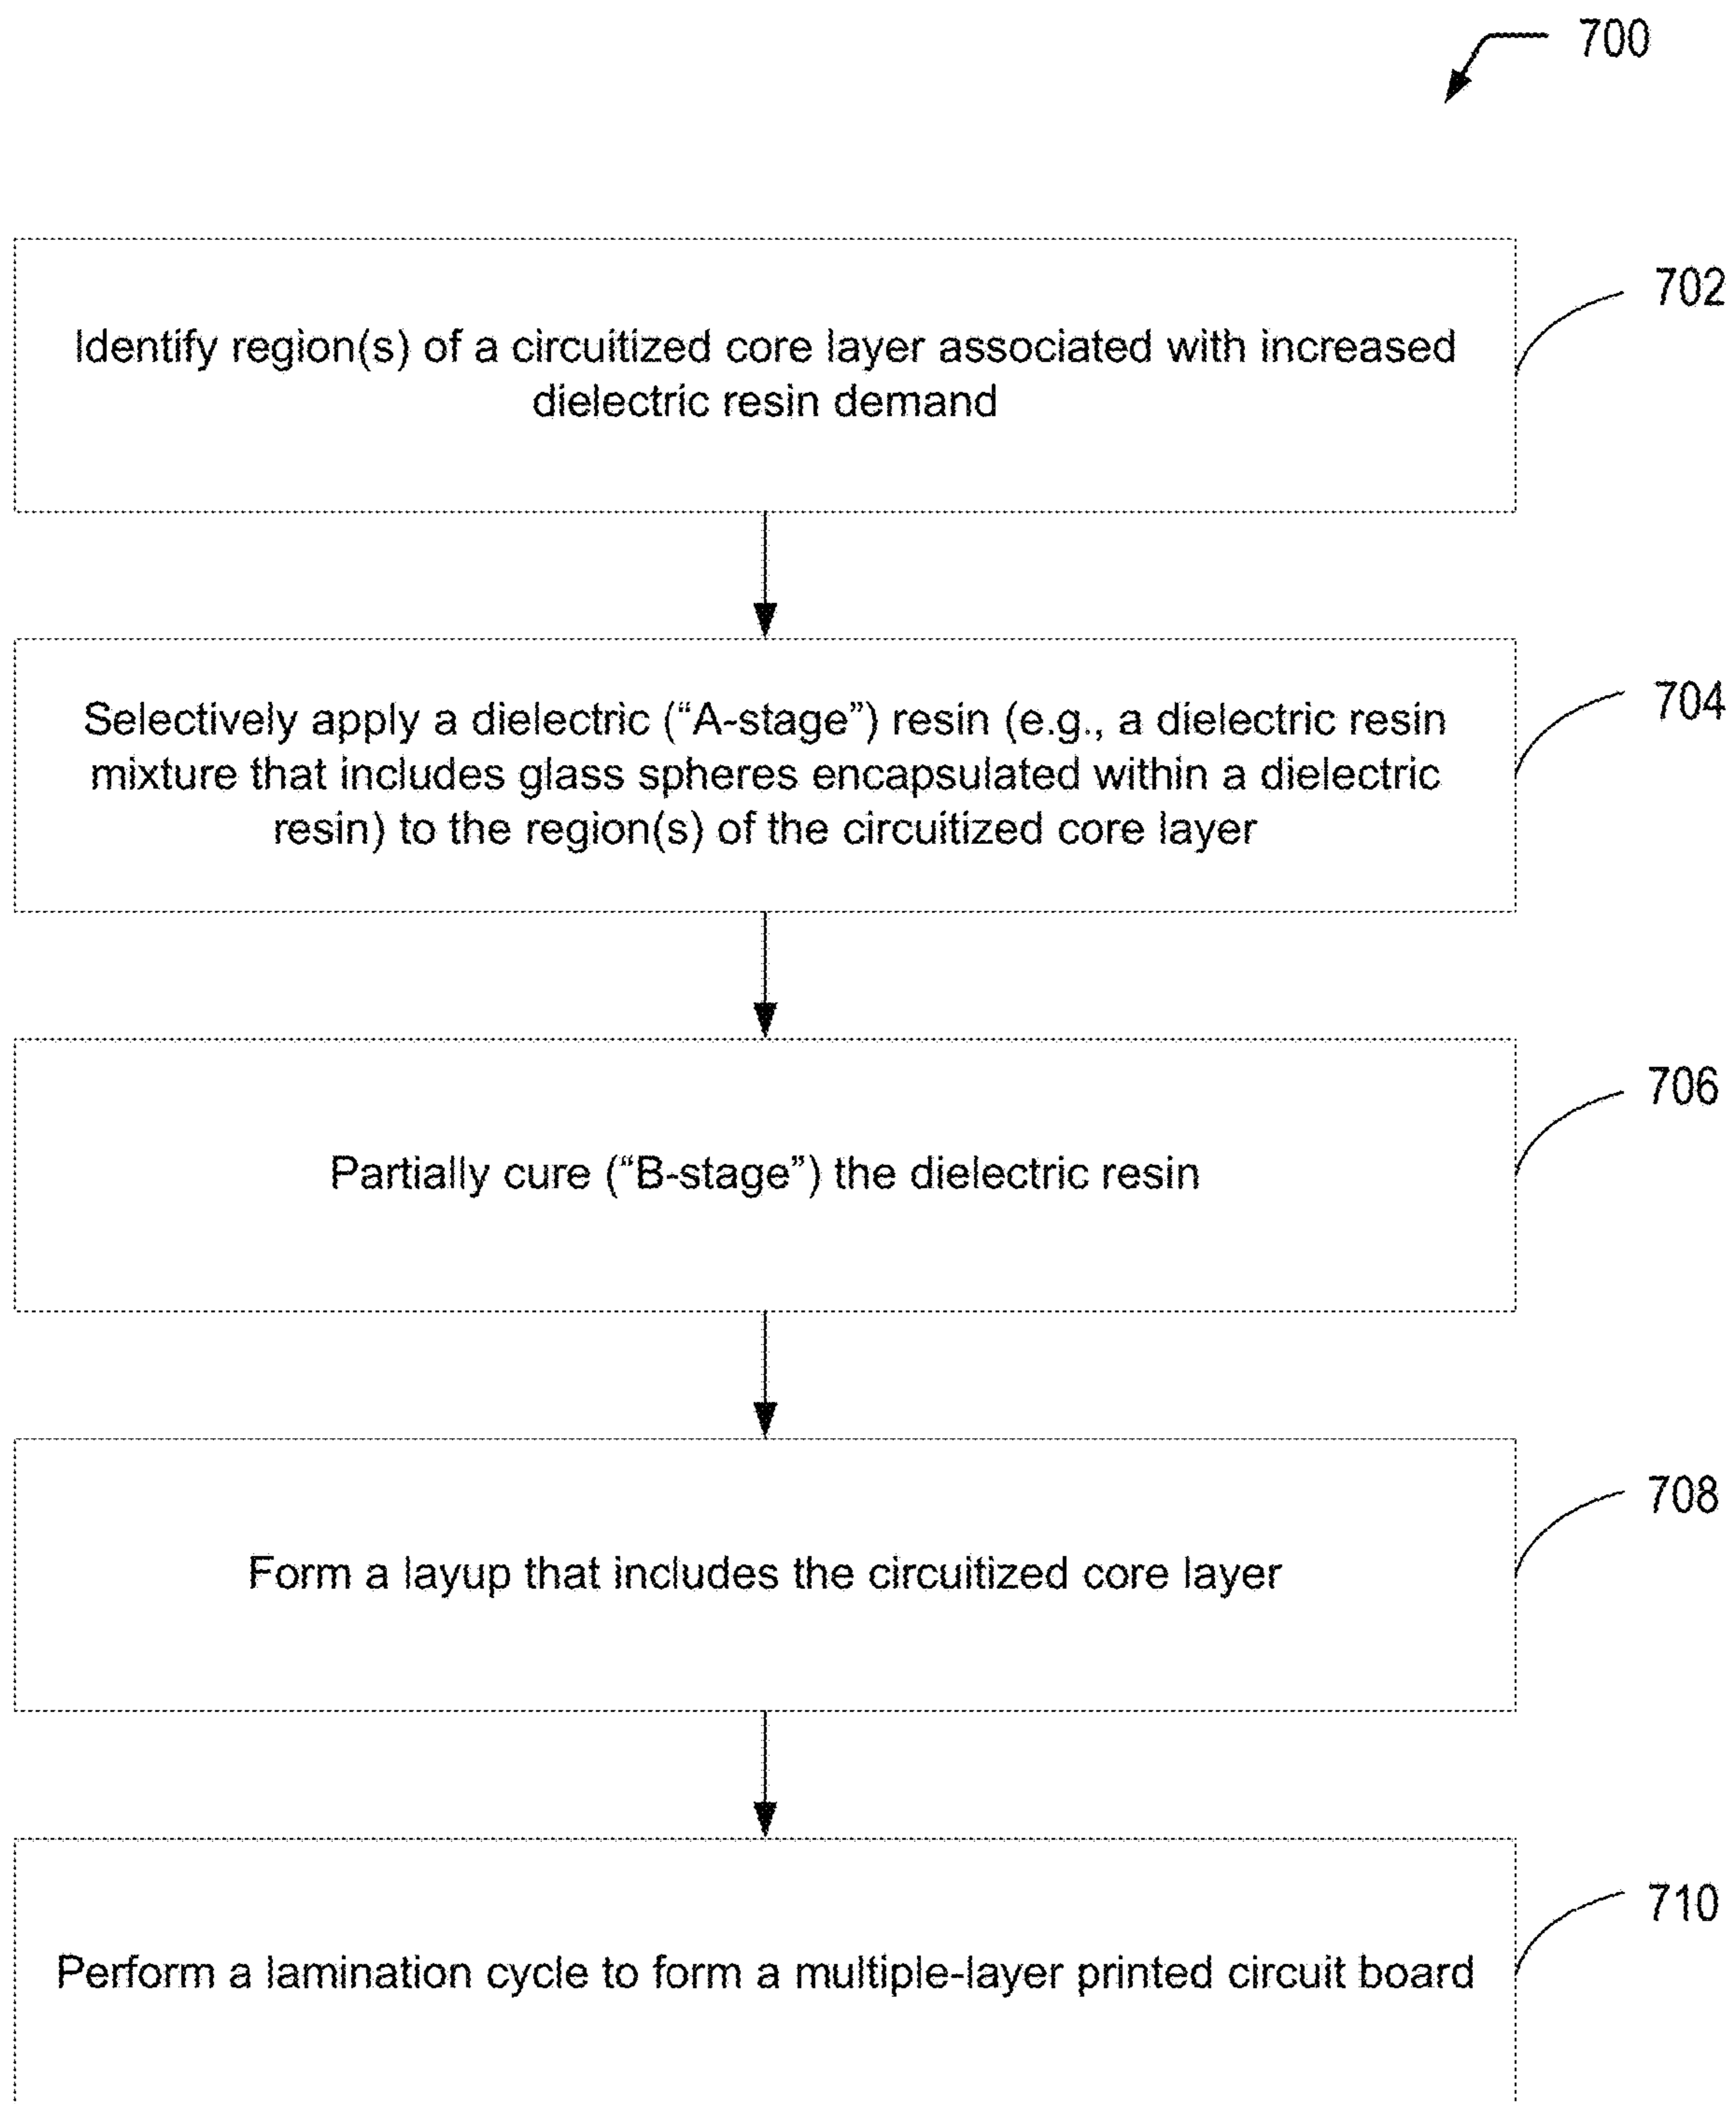 700
Identify region(s) of a circuitized core layer associated with increased
dielectric resin demand
702
Selectively apply a dielectric (“A-stage”) resin (e.g., a dielectric resin
mixture that includes glass spheres encapsulated within a dielectric
resin) to the region(s) of the circuitized core layer
704
Partially cure (“B-stage”) the dielectric resin
706
Form a layup that includes the circuitized core layer
708
Perform a lamination cycle to form a multiple-layer printed circuit board
710